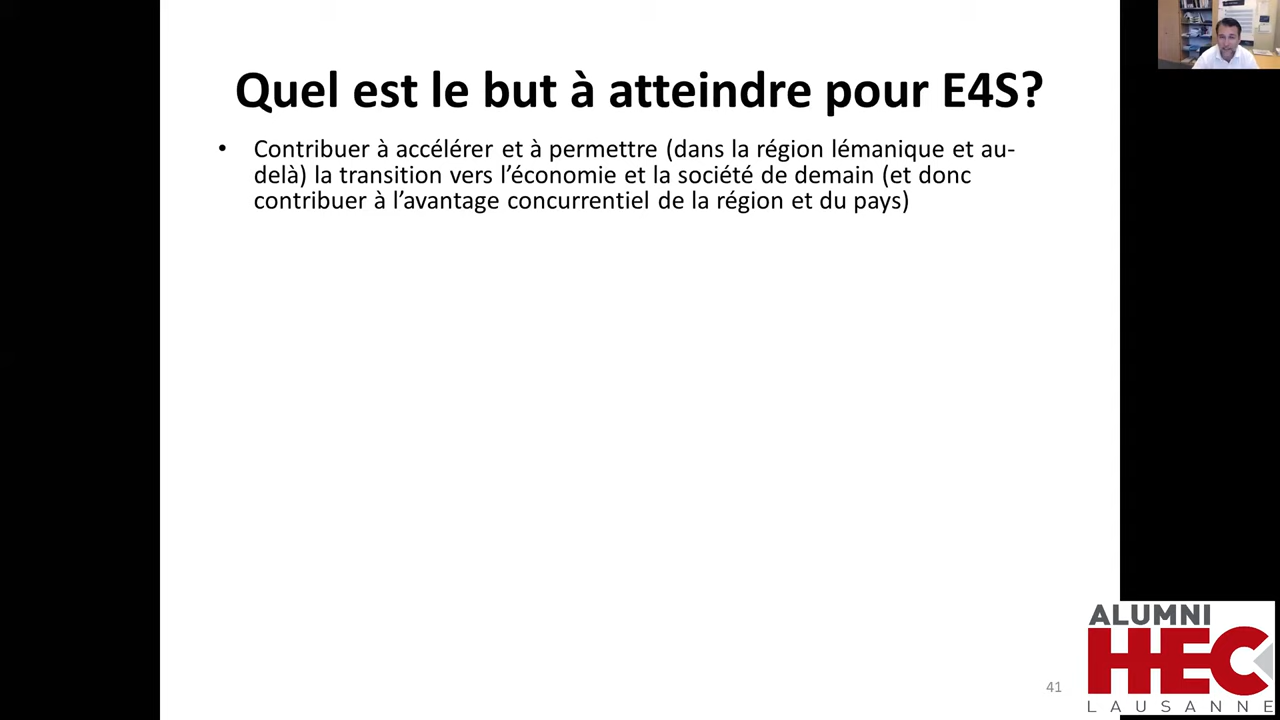 Quel est le but à atteindre pour E4S?
• Contribuer à accélérer et à permettre (dans la région lémanique et au-
delà) la transition vers l’économie et la société de demain (et donc
contribuer à l’avantage concurrentiel de la région et du pays)
41
ALUMNI
HEC
LAUSANNE